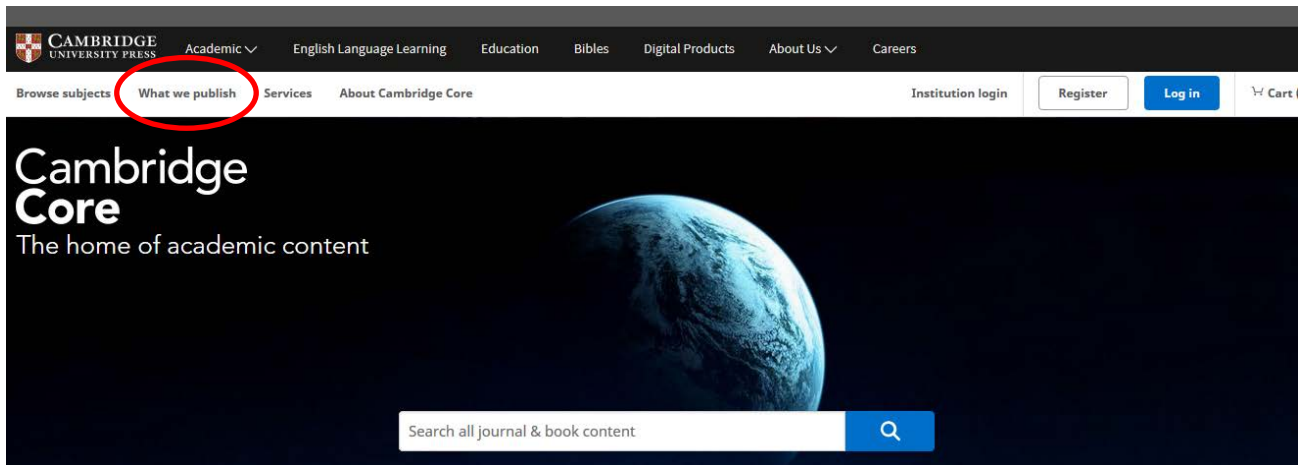 CAMBRIDGE
UNIVERSITY PRESS
Academic English Language Learning Education Bibles Digital Products About Us Careers
Browse subjects What we publish Services About Cambridge Core Institution login Register Log in Cart (
Cambridge
Core
The home of academic content
Search all journal & book content